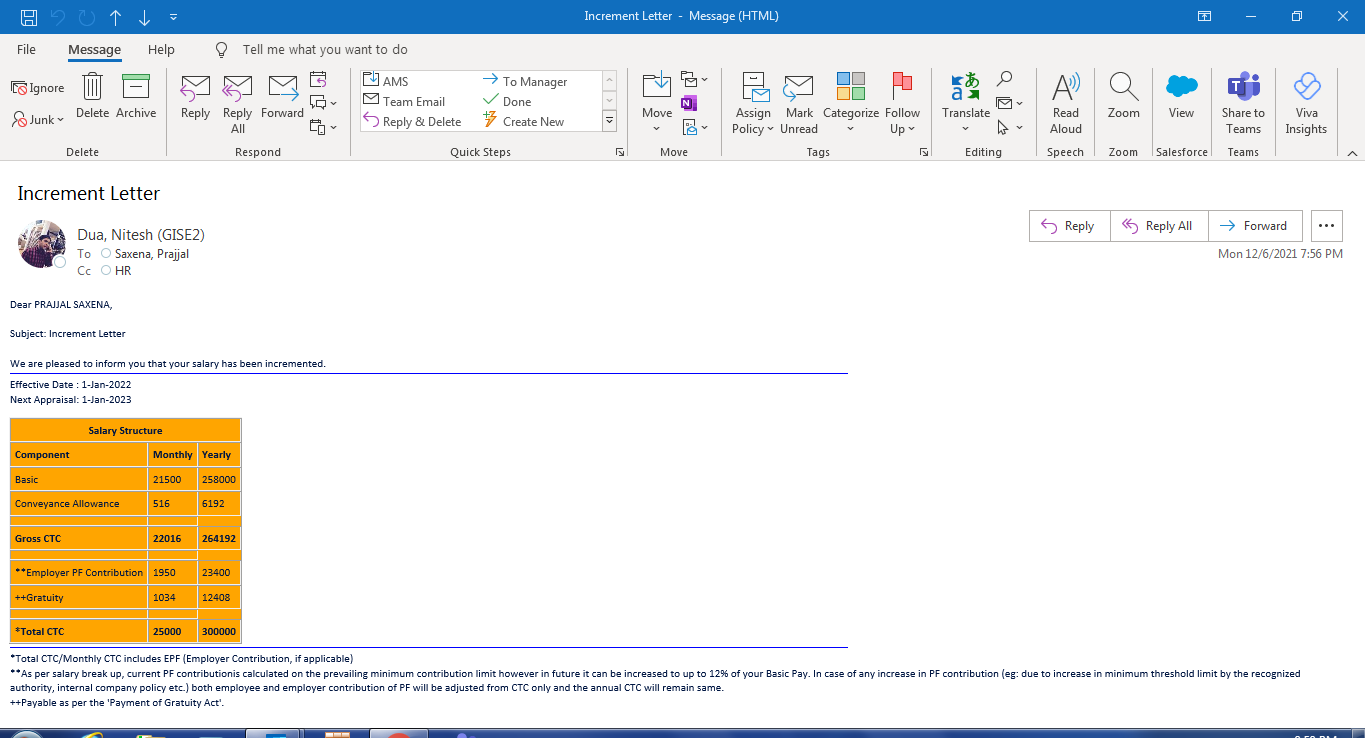 Increment Letter - Message (HTML)
File Message Help Tell me what you want to do
Ignore
Junk
Delete
Archive
Delete
Reply
Reply All
Forward
Respond
AMS
Team Email
Reply & Delete
To Manager
Done
Create New
Quick Steps
Move
Move
Assign Policy
Mark Unread
Categorize
Follow Up
Tags
Translate
Editing
Read Aloud
Speech
Zoom
Zoom
View
Salesforce
Share to Teams
Teams
Viva Insights
Increment Letter
Dua, Nitesh (GISE2)
To Saxena, Prajjal
Cc HR
Reply Reply All Forward
Mon 12/6/2021 7:56 PM
Dear PRAJJAL SAXENA,
Subject: Increment Letter
We are pleased to inform you that your salary has been incremented.
Effective Date : 1-Jan-2022
Next Appraisal: 1-Jan-2023
Salary Structure
Component Monthly Yearly
Basic 21500 258000
Conveyance Allowance 516 6192
Gross CTC 22016 264192
**Employer PF Contribution 1950 23400
++Gratuity 1034 12408
*Total CTC 25000 300000
*Total CTC/Monthly CTC includes EPF (Employer Contribution, if applicable)
**As per salary break up, current PF contributionis calculated on the prevailing minimum contribution limit however in future it can be increased to up to 12% of your Basic Pay. In case of any increase in PF contribution (eg: due to increase in minimum threshold limit by the recognized
authority, internal company policy etc.) both employee and employer contribution of PF will be adjusted from CTC only and the annual CTC will remain same.
++Payable as per the 'Payment of Gratuity Act'.